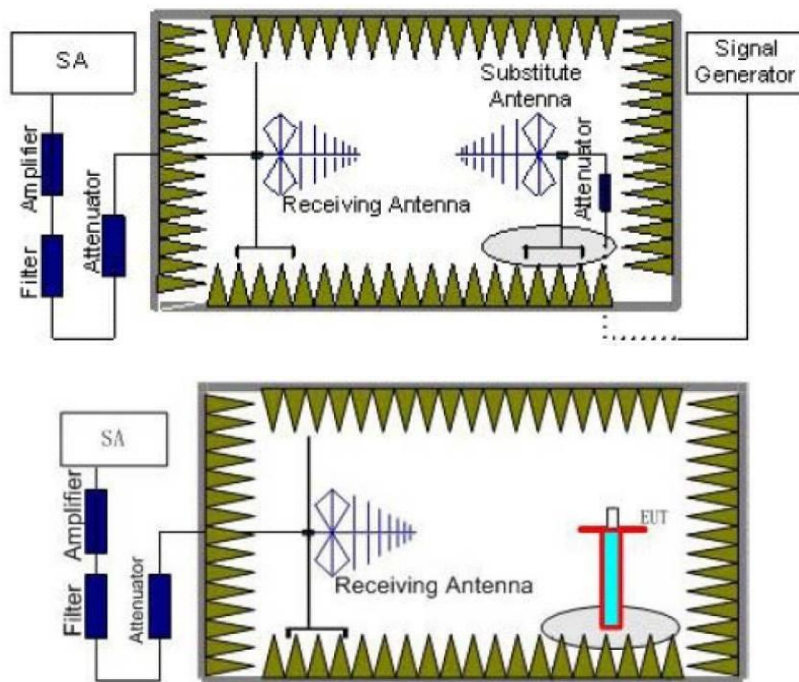 SA
Signal
Generator
Substitute
Antenna
Amplifier
Attenuator
Attenuator
Receiving Antenna
Filter
SA
EUT
Amplifier
Receiving Antenna
Filter
Attenuator